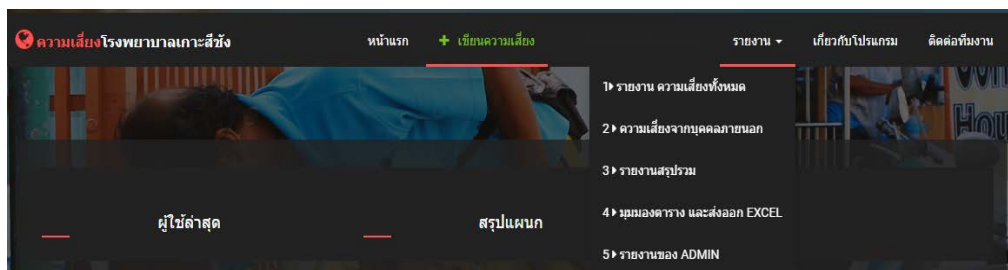 ความเสี่ยงโรงพยาบาลเกาะสีชัง หน้าแรก + เขียนความเสี่ยง รายงาน เกี่ยวกับโปรแกรม ติดต่อทีมงาน
1 รายงาน ความเสี่ยงทั้งหมด
2 ความเสี่ยงจากบุคคลภายนอก
3 รายงานสรุปรวม
4 มุมมองตาราง และส่งออก EXCEL
5 รายงานของ ADMIN
ผู้ใช้ล่าสุด สรุปแผนก